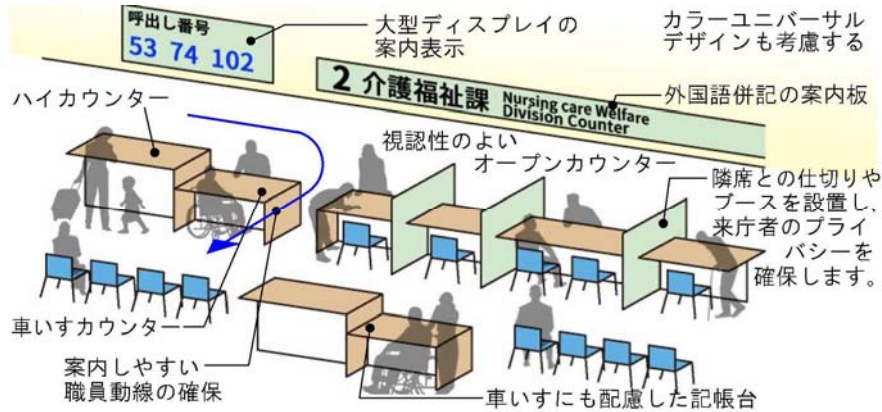 呼出し番号
53 74 102
大型ディスプレイの
案内表示
カラーユニバーサル
デザインも考慮する
2 介護福祉課 Nursing care Welfare
Division Counter
外国語併記の案内板
ハイカウンター
視認性のよい
オープンカウンター
隣席との仕切りや
ブースを設置し、
来庁者のプライ
バシーを
確保します。
車いすカウンター
案内しやすい
職員動線の確保
車いすにも配慮した記帳台